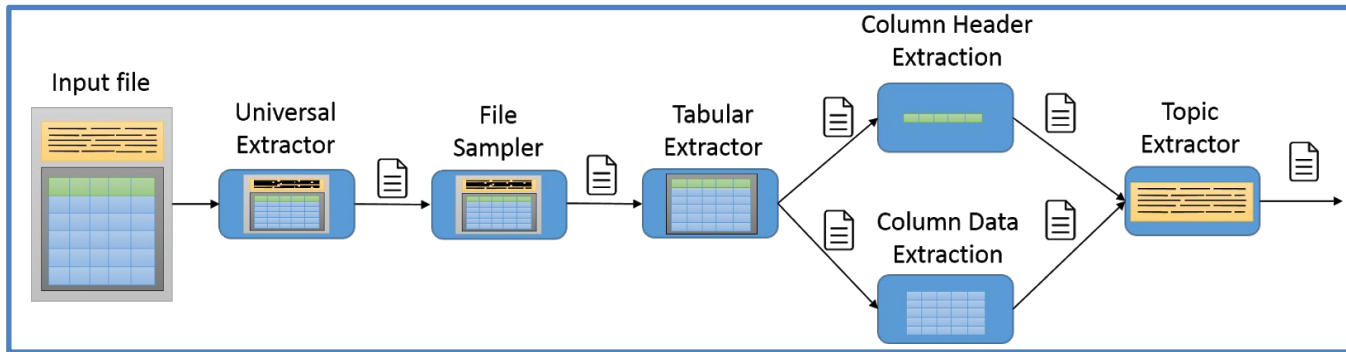 Input file
Universal
Extractor
File
Sampler
Tabular
Extractor
Column Header
Extraction
Column Data
Extraction
Topic
Extractor